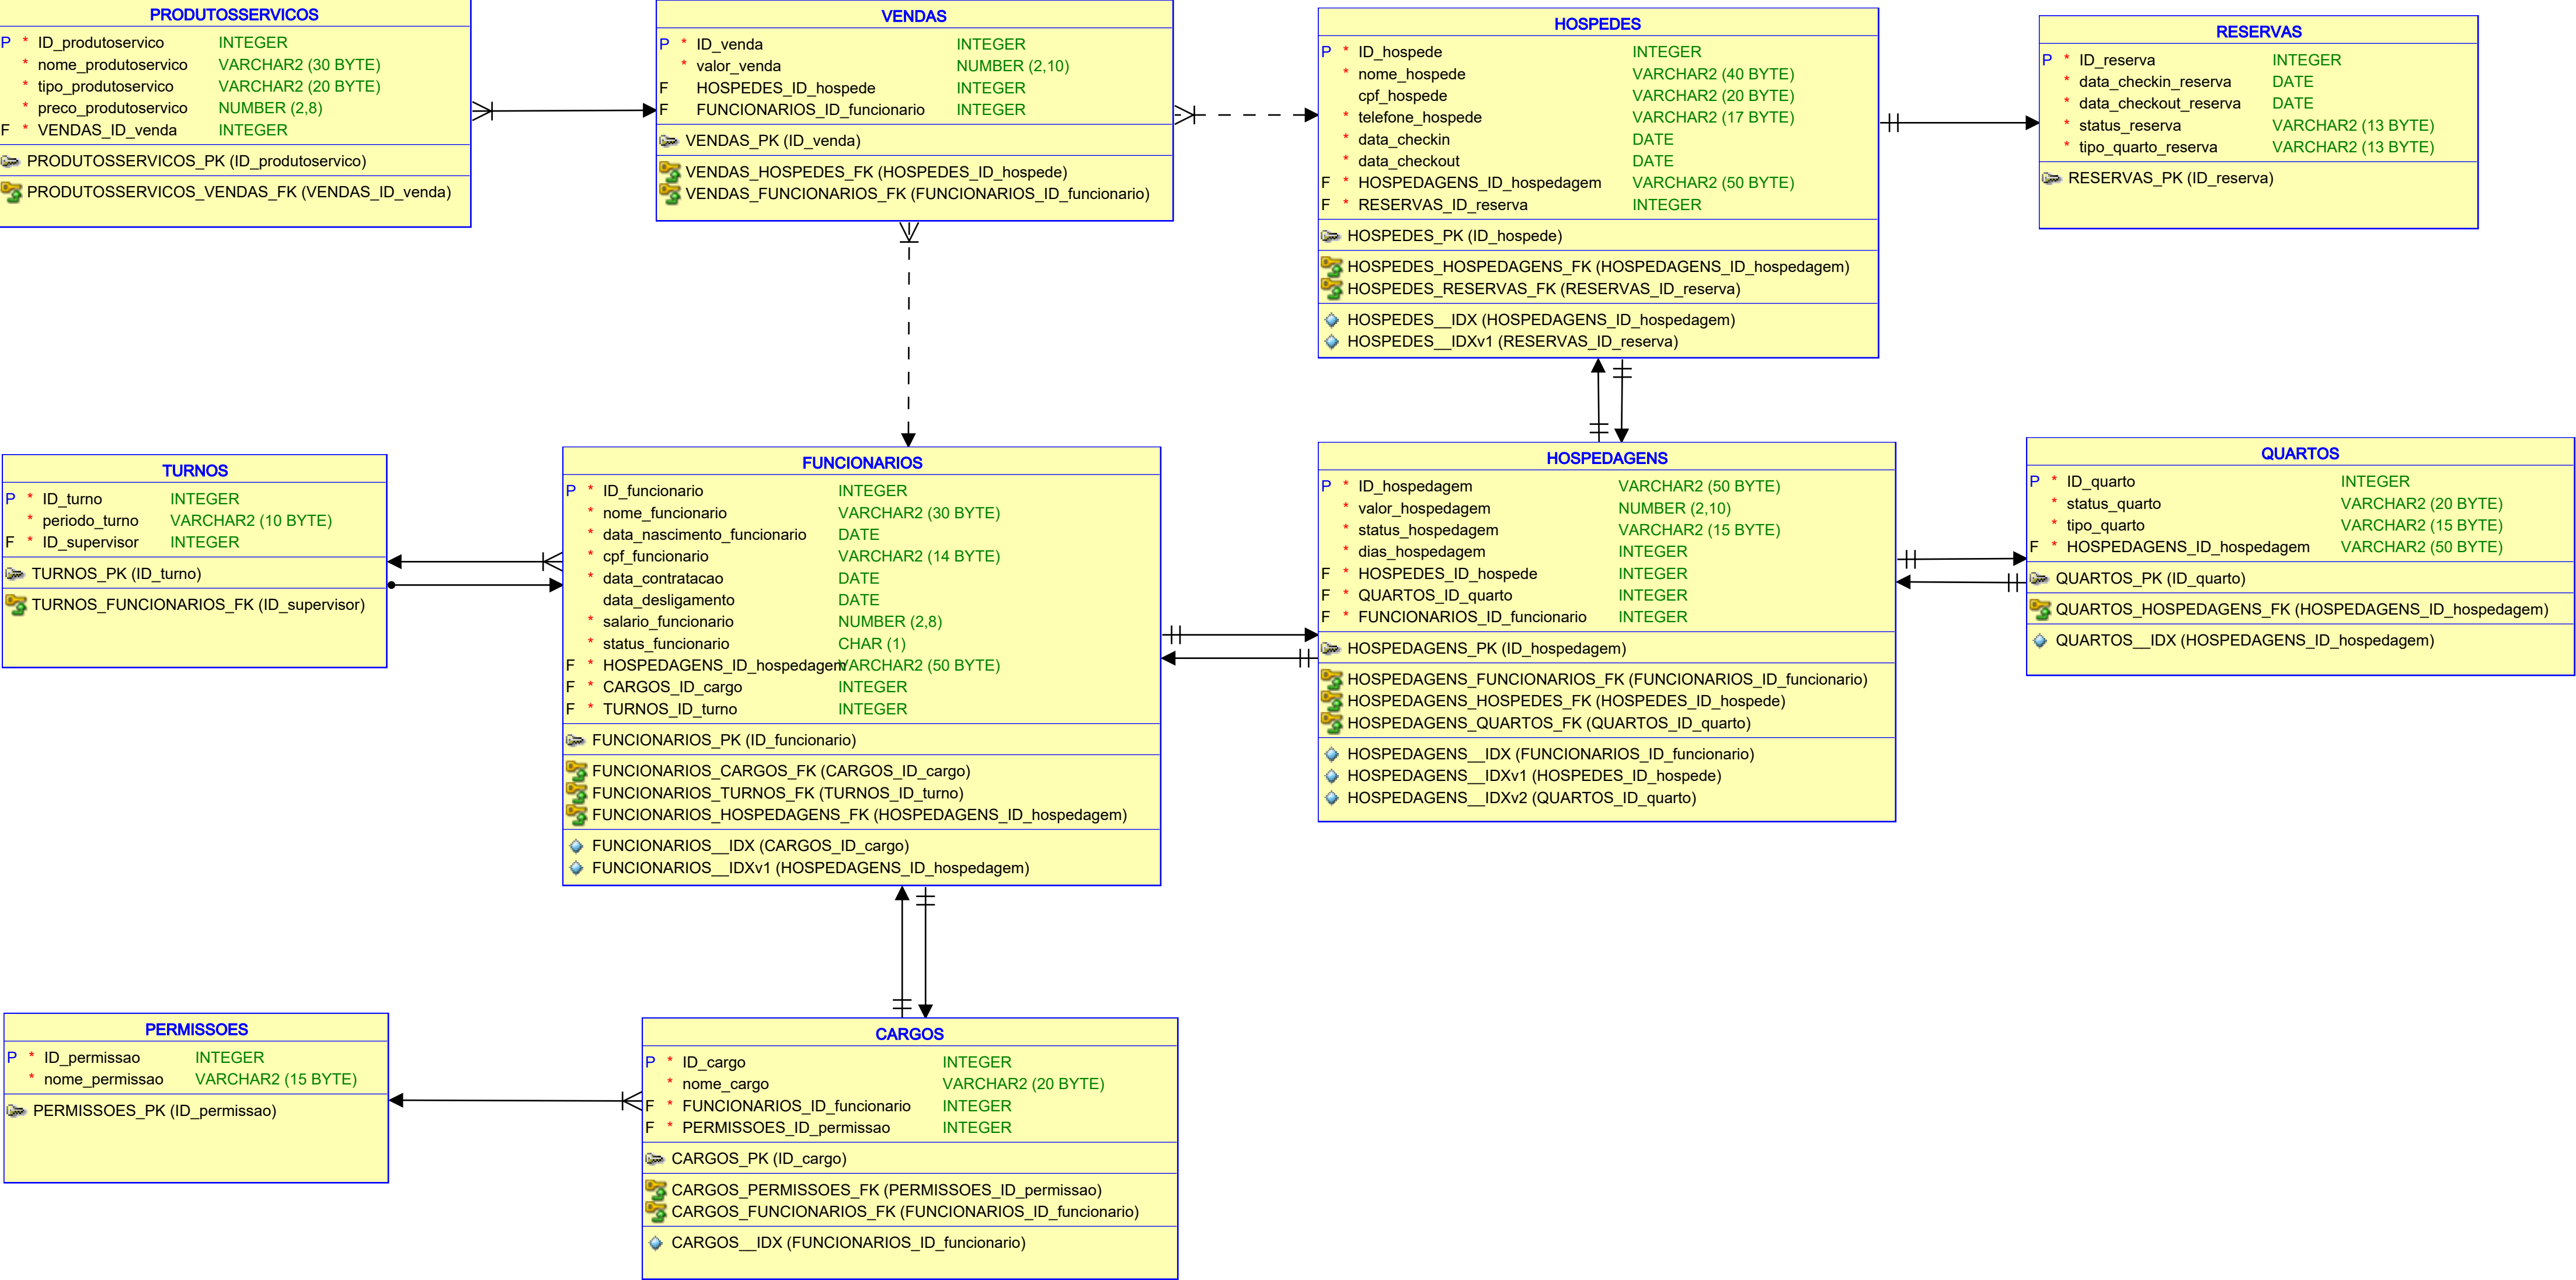 PRODUTOSSERVICOS
P * ID_produtoservico INTEGER
* nome_produtoservico VARCHAR2 (30 BYTE)
* tipo_produtoservico VARCHAR2 (20 BYTE)
* preco_produtoservico NUMBER (2,8)
F * VENDAS_ID_venda INTEGER
PRODUTOSSERVICOS_PK (ID_produtoservico)
PRODUTOSSERVICOS_VENDAS_FK (VENDAS_ID_venda)
VENDAS
P * ID_venda INTEGER
* valor_venda NUMBER (2,10)
F HOSPEDES_ID_hospede INTEGER
F FUNCIONARIOS_ID_funcionario INTEGER
VENDAS_PK (ID_venda)
VENDAS_HOSPEDES_FK (HOSPEDES_ID_hospede)
VENDAS_FUNCIONARIOS_FK (FUNCIONARIOS_ID_funcionario)
HOSPEDES
P * ID_hospede INTEGER
* nome_hospede VARCHAR2 (40 BYTE)
cpf_hospede VARCHAR2 (20 BYTE)
* telefone_hospede VARCHAR2 (17 BYTE)
* data_checkin DATE
* data_checkout DATE
F * HOSPEDAGENS_ID_hospedagem VARCHAR2 (50 BYTE)
F * RESERVAS_ID_reserva INTEGER
HOSPEDES_PK (ID_hospede)
HOSPEDES_HOSPEDAGENS_FK (HOSPEDAGENS_ID_hospedagem)
HOSPEDES_RESERVAS_FK (RESERVAS_ID_reserva)
HOSPEDES__IDX (HOSPEDAGENS_ID_hospedagem)
HOSPEDES__IDXv1 (RESERVAS_ID_reserva)
RESERVAS
P * ID_reserva INTEGER
* data_checkin_reserva DATE
* data_checkout_reserva DATE
* status_reserva VARCHAR2 (13 BYTE)
* tipo_quarto_reserva VARCHAR2 (13 BYTE)
RESERVAS_PK (ID_reserva)
TURNOS
P * ID_turno INTEGER
* periodo_turno VARCHAR2 (10 BYTE)
F * ID_supervisor INTEGER
TURNOS_PK (ID_turno)
TURNOS_FUNCIONARIOS_FK (ID_supervisor)
FUNCIONARIOS
P * ID_funcionario INTEGER
* nome_funcionario VARCHAR2 (30 BYTE)
* data_nascimento_funcionario DATE
* cpf_funcionario VARCHAR2 (14 BYTE)
* data_contratacao DATE
data_desligamento DATE
* salario_funcionario NUMBER (2,8)
* status_funcionario CHAR (1)
F * HOSPEDAGENS_ID_hospedagem VARCHAR2 (50 BYTE)
F * CARGOS_ID_cargo INTEGER
F * TURNOS_ID_turno INTEGER
FUNCIONARIOS_PK (ID_funcionario)
FUNCIONARIOS_CARGOS_FK (CARGOS_ID_cargo)
FUNCIONARIOS_TURNOS_FK (TURNOS_ID_turno)
FUNCIONARIOS_HOSPEDAGENS_FK (HOSPEDAGENS_ID_hospedagem)
FUNCIONARIOS__IDX (CARGOS_ID_cargo)
FUNCIONARIOS__IDXv1 (HOSPEDAGENS_ID_hospedagem)
HOSPEDAGENS
P * ID_hospedagem VARCHAR2 (50 BYTE)
* valor_hospedagem NUMBER (2,10)
* status_hospedagem VARCHAR2 (15 BYTE)
* dias_hospedagem INTEGER
F * HOSPEDES_ID_hospede INTEGER
F * QUARTOS_ID_quarto INTEGER
F * FUNCIONARIOS_ID_funcionario INTEGER
HOSPEDAGENS_PK (ID_hospedagem)
HOSPEDAGENS_FUNCIONARIOS_FK (FUNCIONARIOS_ID_funcionario)
HOSPEDAGENS_HOSPEDES_FK (HOSPEDES_ID_hospede)
HOSPEDAGENS_QUARTOS_FK (QUARTOS_ID_quarto)
HOSPEDAGENS__IDX (FUNCIONARIOS_ID_funcionario)
HOSPEDAGENS__IDXv1 (HOSPEDES_ID_hospede)
HOSPEDAGENS__IDXv2 (QUARTOS_ID_quarto)
QUARTOS
P * ID_quarto INTEGER
* status_quarto VARCHAR2 (20 BYTE)
* tipo_quarto VARCHAR2 (15 BYTE)
F * HOSPEDAGENS_ID_hospedagem VARCHAR2 (50 BYTE)
QUARTOS_PK (ID_quarto)
QUARTOS_HOSPEDAGENS_FK (HOSPEDAGENS_ID_hospedagem)
QUARTOS__IDX (HOSPEDAGENS_ID_hospedagem)
PERMISSOES
P * ID_permissao INTEGER
* nome_permissao VARCHAR2 (15 BYTE)
PERMISSOES_PK (ID_permissao)
CARGOS
P * ID_cargo INTEGER
* nome_cargo VARCHAR2 (20 BYTE)
F * FUNCIONARIOS_ID_funcionario INTEGER
F * PERMISSOES_ID_permissao INTEGER
CARGOS_PK (ID_cargo)
CARGOS_PERMISSOES_FK (PERMISSOES_ID_permissao)
CARGOS_FUNCIONARIOS_FK (FUNCIONARIOS_ID_funcionario)
CARGOS__IDX (FUNCIONARIOS_ID_funcionario)